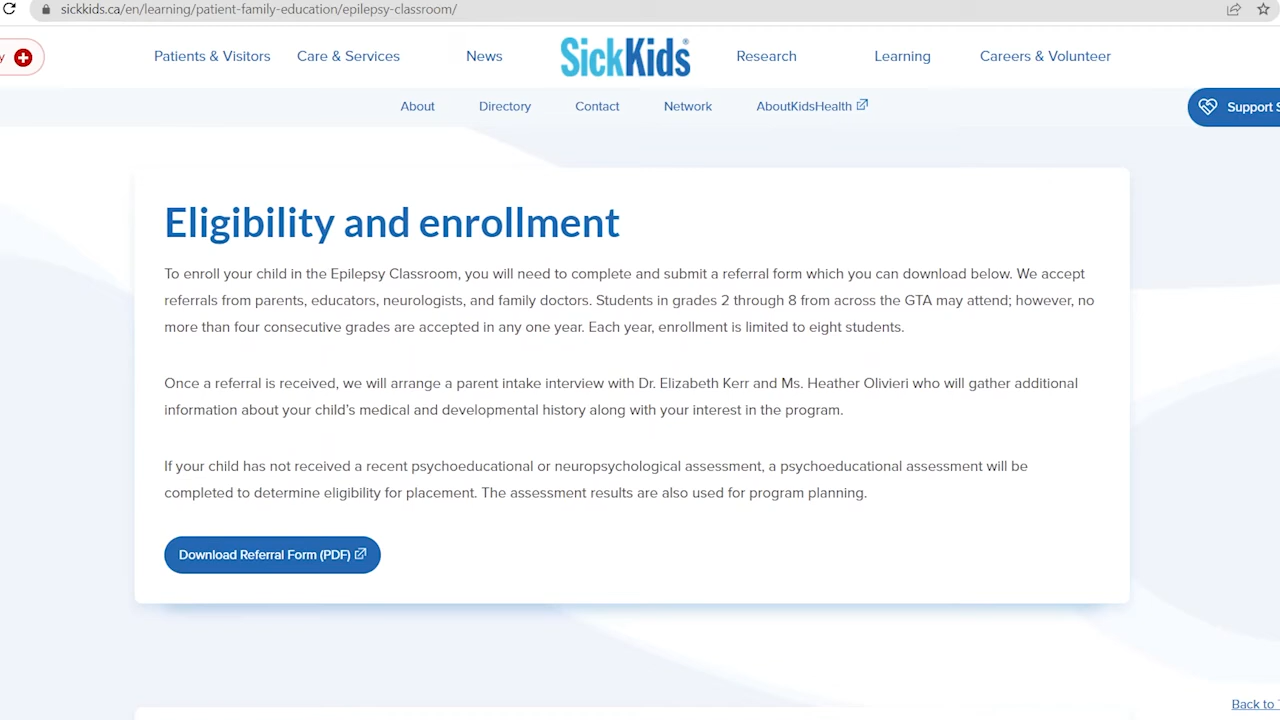 sickkids.ca/en/learning/patient-family-education/epilepsy-classroom/
y
Patients & Visitors Care & Services News SickKids® Research Learning Careers & Volunteer
About Directory Contact Network AboutKidsHealth
Support S
Eligibility and enrollment
To enroll your child in the Epilepsy Classroom, you will need to complete and submit a referral form which you can download below. We accept
referrals from parents, educators, neurologists, and family doctors. Students in grades 2 through 8 from across the GTA may attend; however, no
more than four consecutive grades are accepted in any one year. Each year, enrollment is limited to eight students.
Once a referral is received, we will arrange a parent intake interview with Dr. Elizabeth Kerr and Ms. Heather Olivieri who will gather additional
information about your child’s medical and developmental history along with your interest in the program.
If your child has not received a recent psychoeducational or neuropsychological assessment, a psychoeducational assessment will be
completed to determine eligibility for placement. The assessment results are also used for program planning.
Download Referral Form (PDF)
Back to T